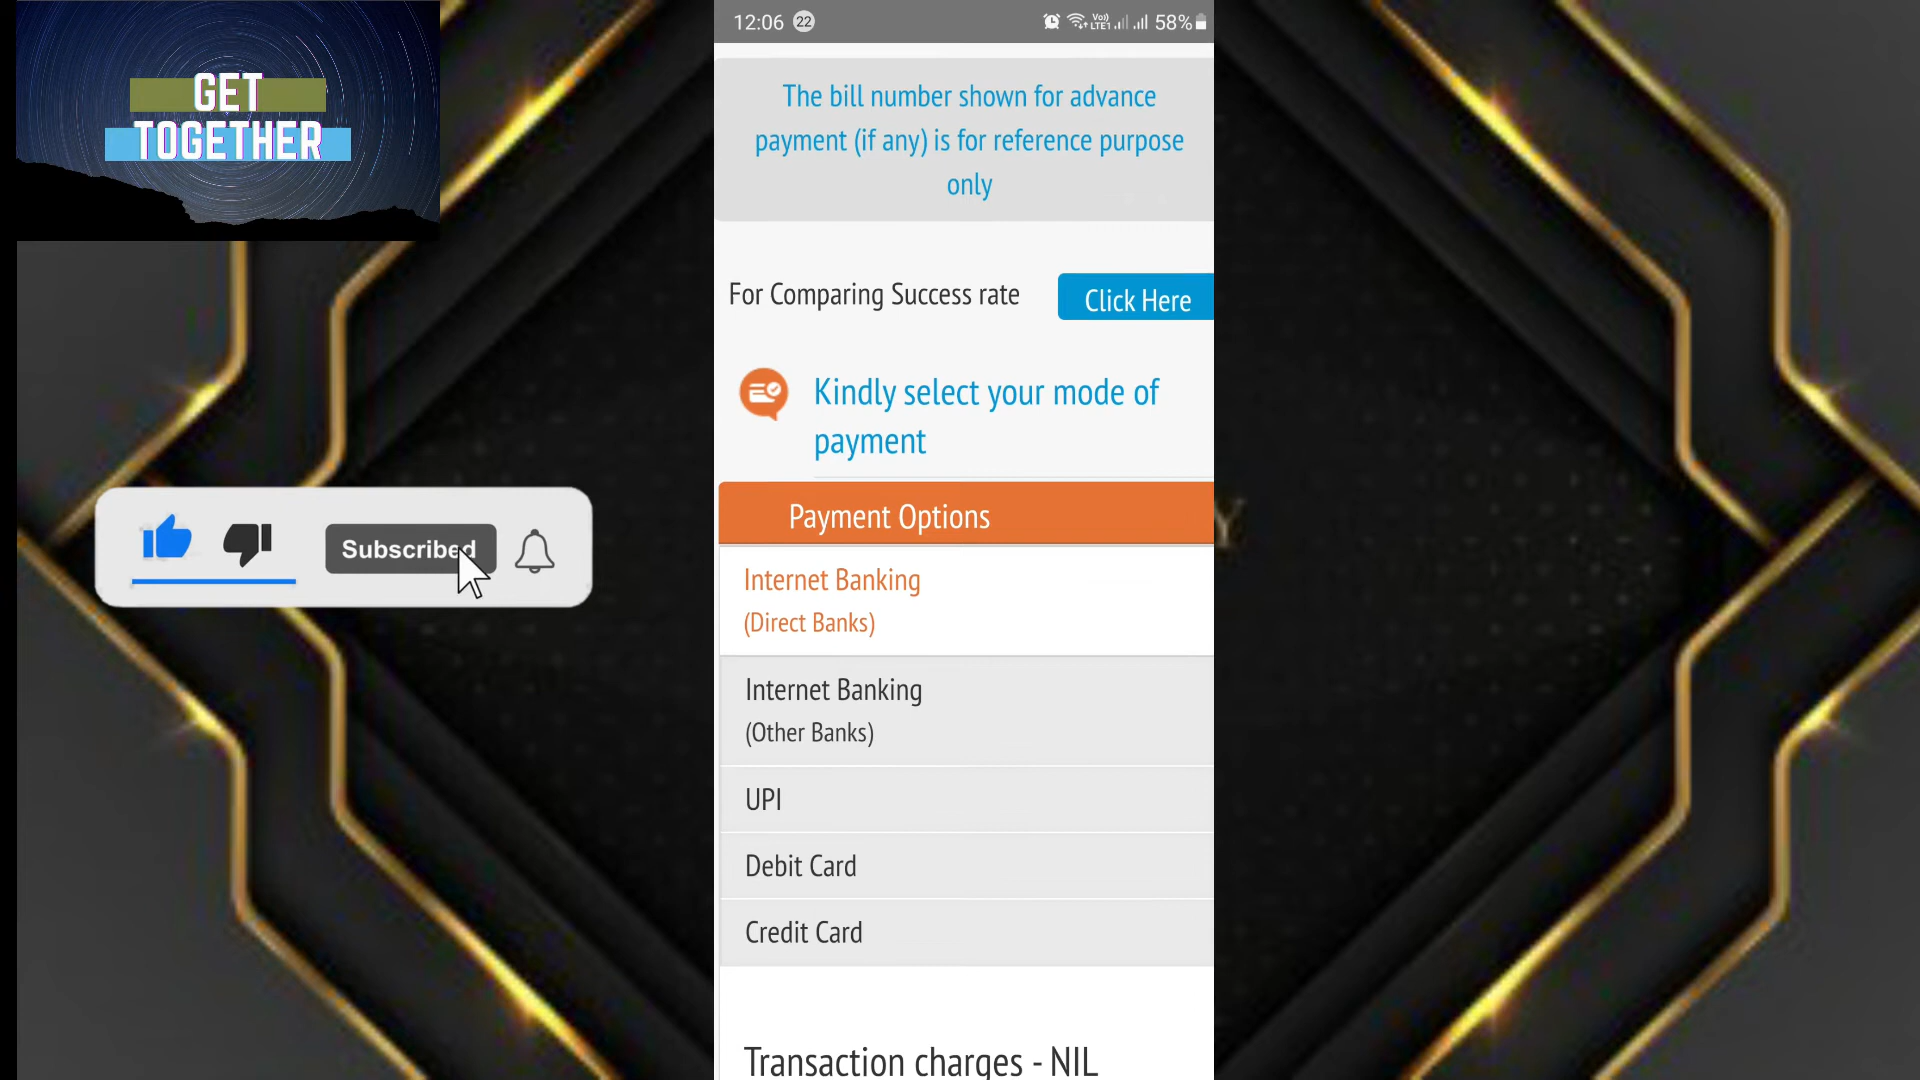 GET
TOGETHER
12:06 22
Vo)) LTE1 58%
The bill number shown for advance
payment (if any) is for reference purpose
only
For Comparing Success rate
Click Here
Kindly select your mode of
payment
Payment Options
Internet Banking
(Direct Banks)
Internet Banking
(Other Banks)
UPI
Debit Card
Credit Card
Transaction charges - NIL
Subscribed
Y